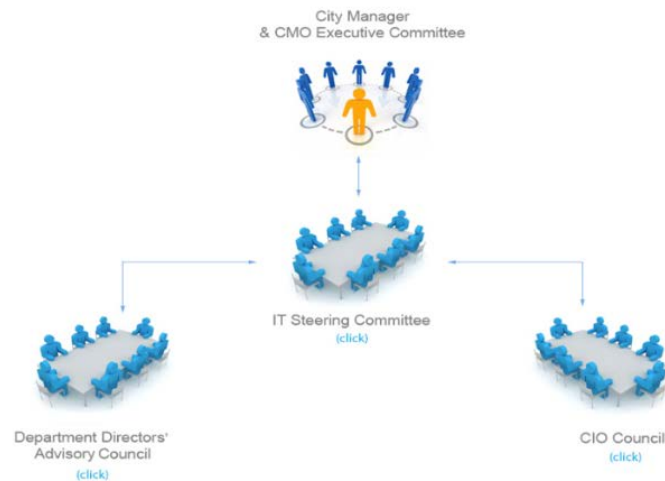 City Manager
& CMO Executive Committee
IT Steering Committee
(click)
Department Directors'
Advisory Council
(click)
CIO Council
(click)